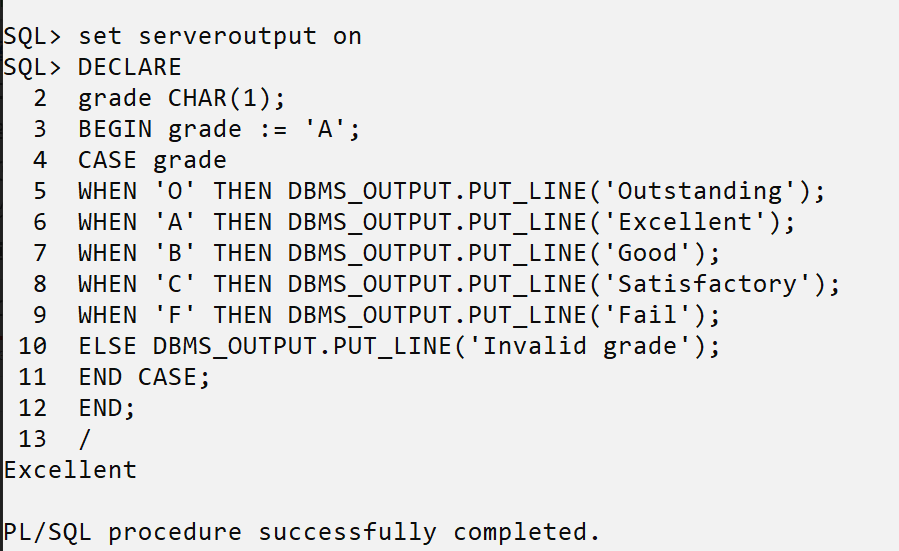 SQL> set serveroutput on
SQL> DECLARE
  2  grade CHAR(1);
  3  BEGIN grade := 'A';
  4  CASE grade
  5  WHEN 'O' THEN DBMS_OUTPUT.PUT_LINE('Outstanding');
  6  WHEN 'A' THEN DBMS_OUTPUT.PUT_LINE('Excellent');
  7  WHEN 'B' THEN DBMS_OUTPUT.PUT_LINE('Good');
  8  WHEN 'C' THEN DBMS_OUTPUT.PUT_LINE('Satisfactory');
  9  WHEN 'F' THEN DBMS_OUTPUT.PUT_LINE('Fail');
 10  ELSE DBMS_OUTPUT.PUT_LINE('Invalid grade');
 11  END CASE;
 12  END;
 13  /
Excellent

PL/SQL procedure successfully completed.